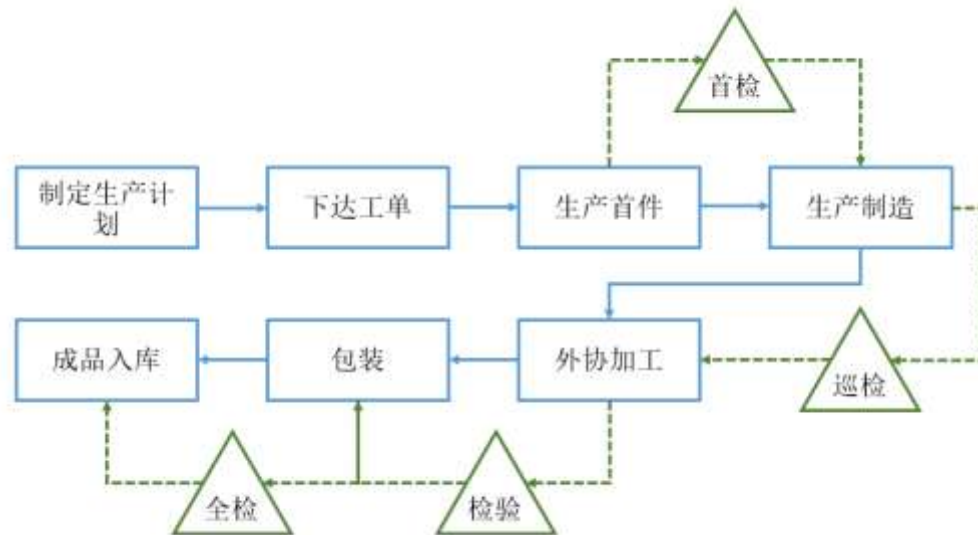 首检
制定生产计
划
下达工单
生产首件
生产制造
成品入库
包装
外协加工
巡检
全检
检验